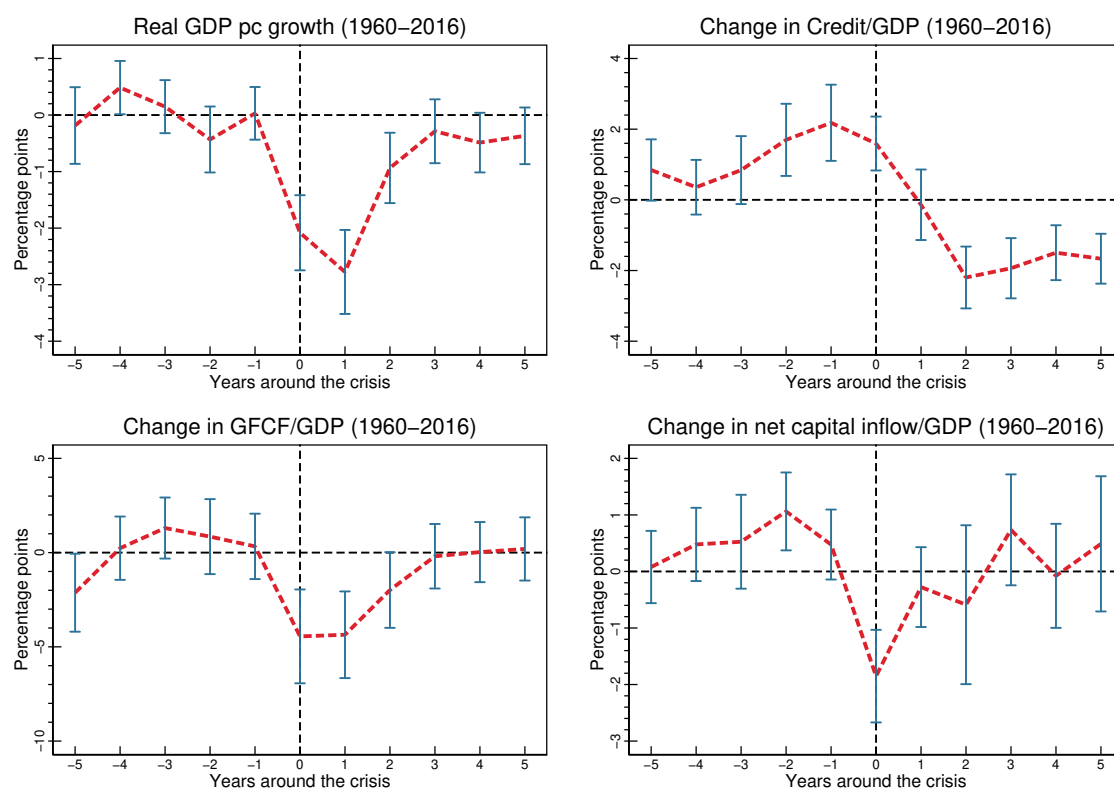 Real GDP pc growth (1960−2016)
Percentage points
1
0
−1
−2
−3
−4
−5 −4 −3 −2 −1 0 1 2 3 4 5
Years around the crisis
Change in Credit/GDP (1960−2016)
Percentage points
4
2
0
−2
−4
−5 −4 −3 −2 −1 0 1 2 3 4 5
Years around the crisis
Change in GFCF/GDP (1960−2016)
Percentage points
5
0
−5
−10
−5 −4 −3 −2 −1 0 1 2 3 4 5
Years around the crisis
Change in net capital inflow/GDP (1960−2016)
Percentage points
2
1
0
−1
−2
−3
−5 −4 −3 −2 −1 0 1 2 3 4 5
Years around the crisis